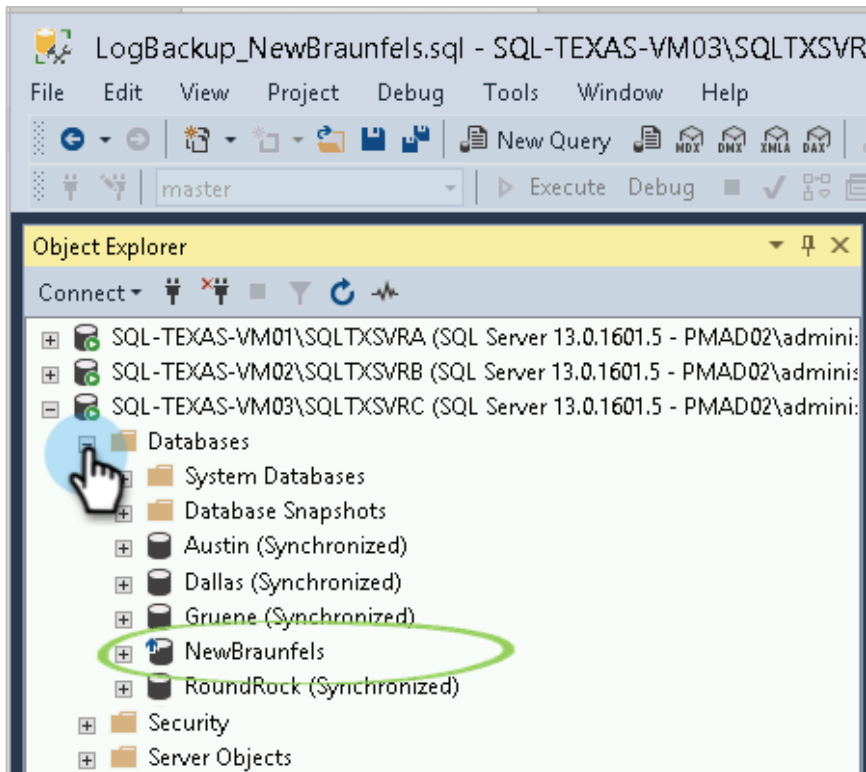 LogBackup_NewBraunfels.sql - SQL-TEXAS-VM03\SQLTXSVR
File Edit View Project Debug Tools Window Help
New Query MDX DMX XMLA DAX
master Execute Debug
Object Explorer
Connect
SQL-TEXAS-VM01\SQLTXSVRA (SQL Server 13.0.1601.5 - PMAD02\adminis
SQL-TEXAS-VM02\SQLTXSVRB (SQL Server 13.0.1601.5 - PMAD02\adminis
SQL-TEXAS-VM03\SQLTXSVRC (SQL Server 13.0.1601.5 - PMAD02\adminis
Databases
System Databases
Database Snapshots
Austin (Synchronized)
Dallas (Synchronized)
Gruene (Synchronized)
NewBraunfels
RoundRock (Synchronized)
Security
Server Objects